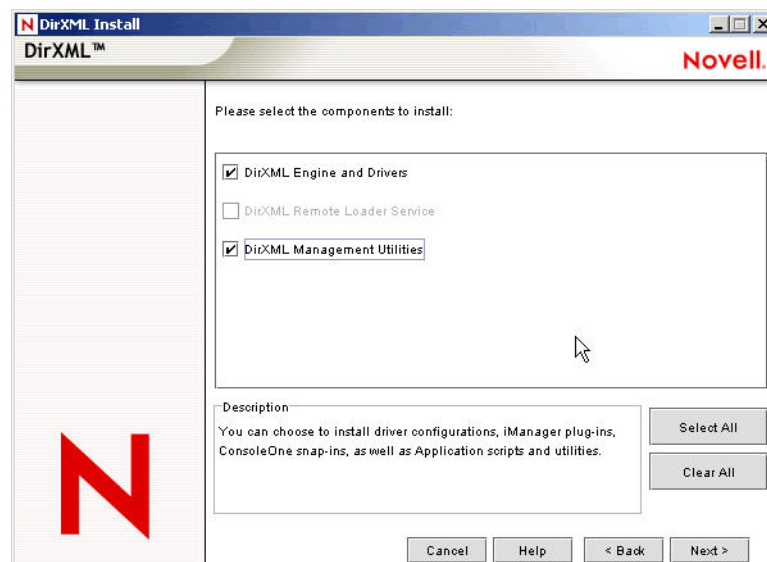 N DirXML Install
DirXML™
Novell.
Please select the components to install:
DirXML Engine and Drivers
DirXML Remote Loader Service
DirXML Management Utilities
Description
You can choose to install driver configurations, iManager plug-ins,
ConsoleOne snap-ins, as well as Application scripts and utilities.
Select All
Clear All
N
Cancel
Help
< Back
Next >